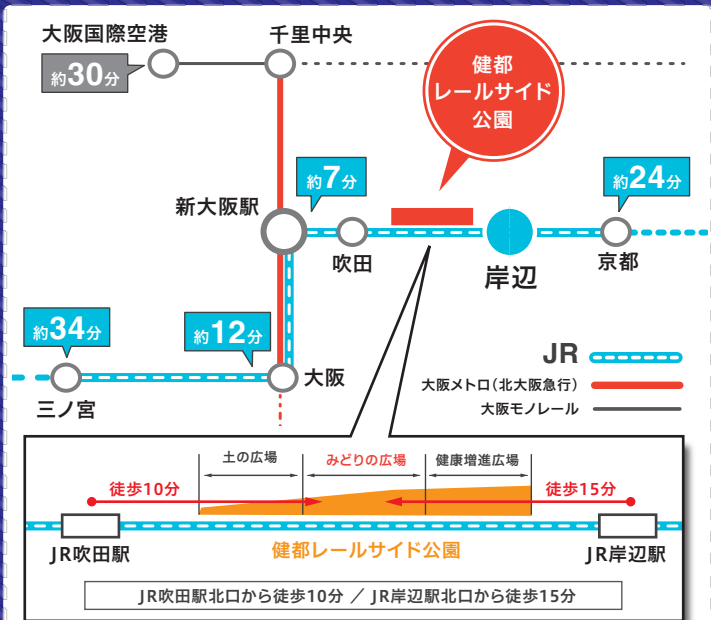 大阪国際空港
千里中央
約30分
健都
レールサイド
公園
約7分
約24分
新大阪駅
吹田
岸辺
京都
約34分
約12分
大阪
三ノ宮
JR
大阪メトロ(北大阪急行)
大阪モノレール
土の広場
みどりの広場
健康増進広場
徒歩10分
徒歩15分
JR吹田駅
健都レールサイド公園
JR岸辺駅
JR吹田駅北口から徒歩10分 ／ JR岸辺駅北口から徒歩15分